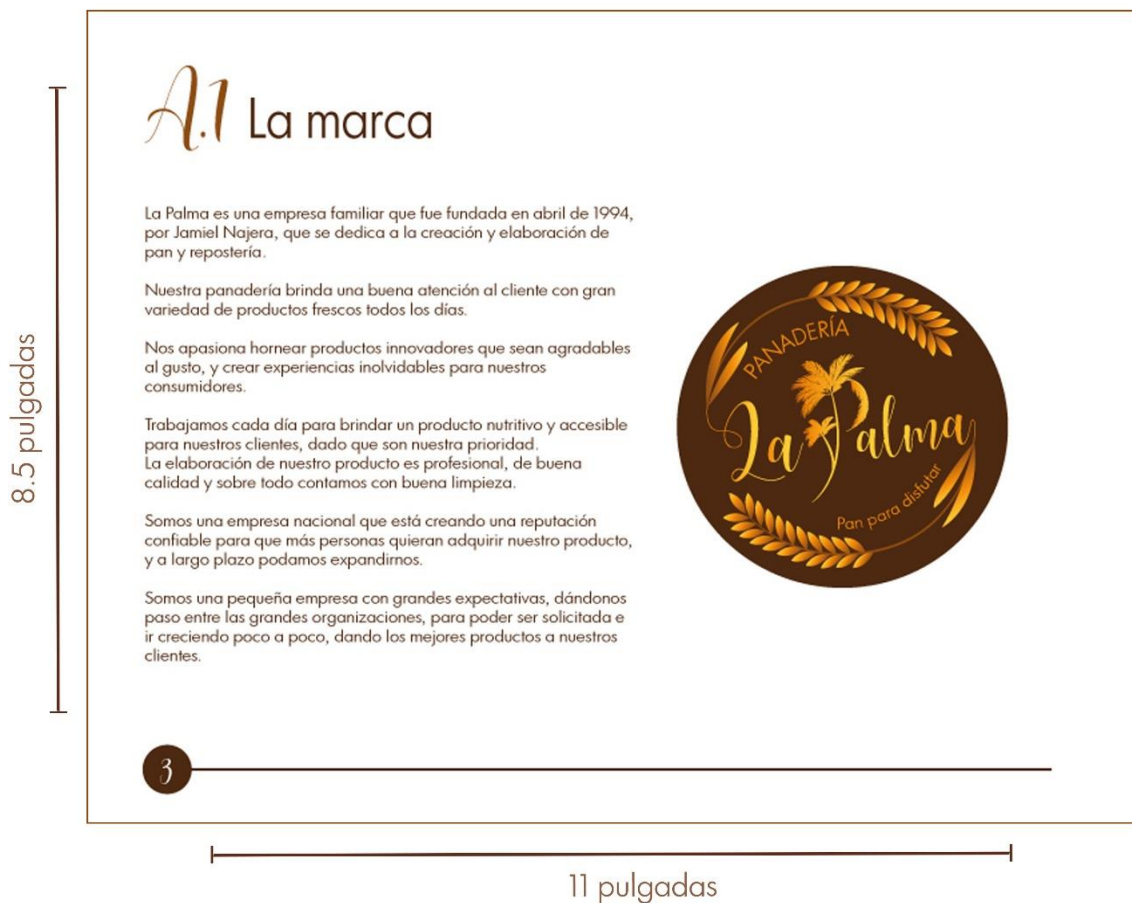 A.1 La marca
La Palma es una empresa familiar que fue fundada en abril de 1994,
por Jamiel Najera, que se dedica a la creación y elaboración de
pan y repostería.
Nuestra panadería brinda una buena atención al cliente con gran
variedad de productos frescos todos los días.
Nos apasiona hornear productos innovadores que sean agradables
al gusto, y crear experiencias inolvidables para nuestros
consumidores.
Trabajamos cada día para brindar un producto nutritivo y accesible
para nuestros clientes, dado que son nuestra prioridad.
La elaboración de nuestro producto es profesional, de buena
calidad y sobre todo contamos con buena limpieza.
Somos una empresa nacional que está creando una reputación
confiable para que más personas quieran adquirir nuestro producto,
y a largo plazo podamos expandirnos.
Somos una pequeña empresa con grandes expectativas, dándonos
paso entre las grandes organizaciones, para poder ser solicitada e
ir creciendo poco a poco, dando los mejores productos a nuestros
clientes.
PANADERÍA
La Palma
Pan para disfutar
3
8.5 pulgadas
11 pulgadas